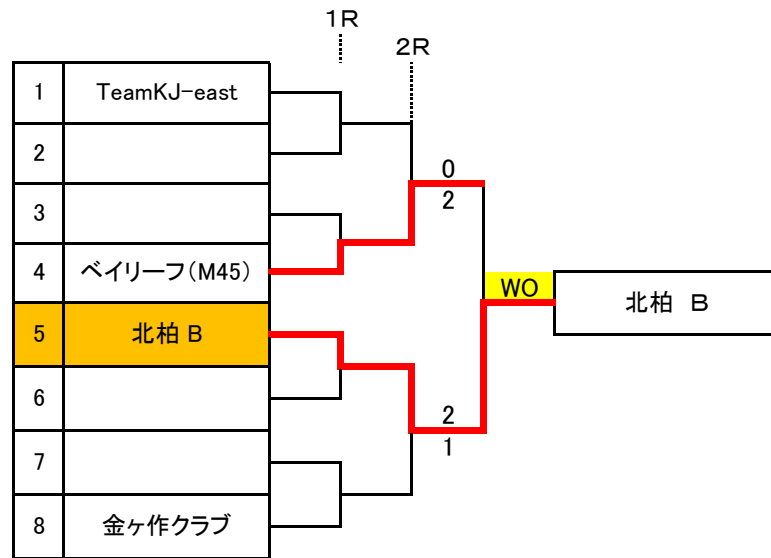 1R
2R
1 TeamKJ-east
2
3
4 ベイリーフ(M45)
5 北柏 B
6
7
8 金ヶ作クラブ
0
2
WO
北柏 B
2
1